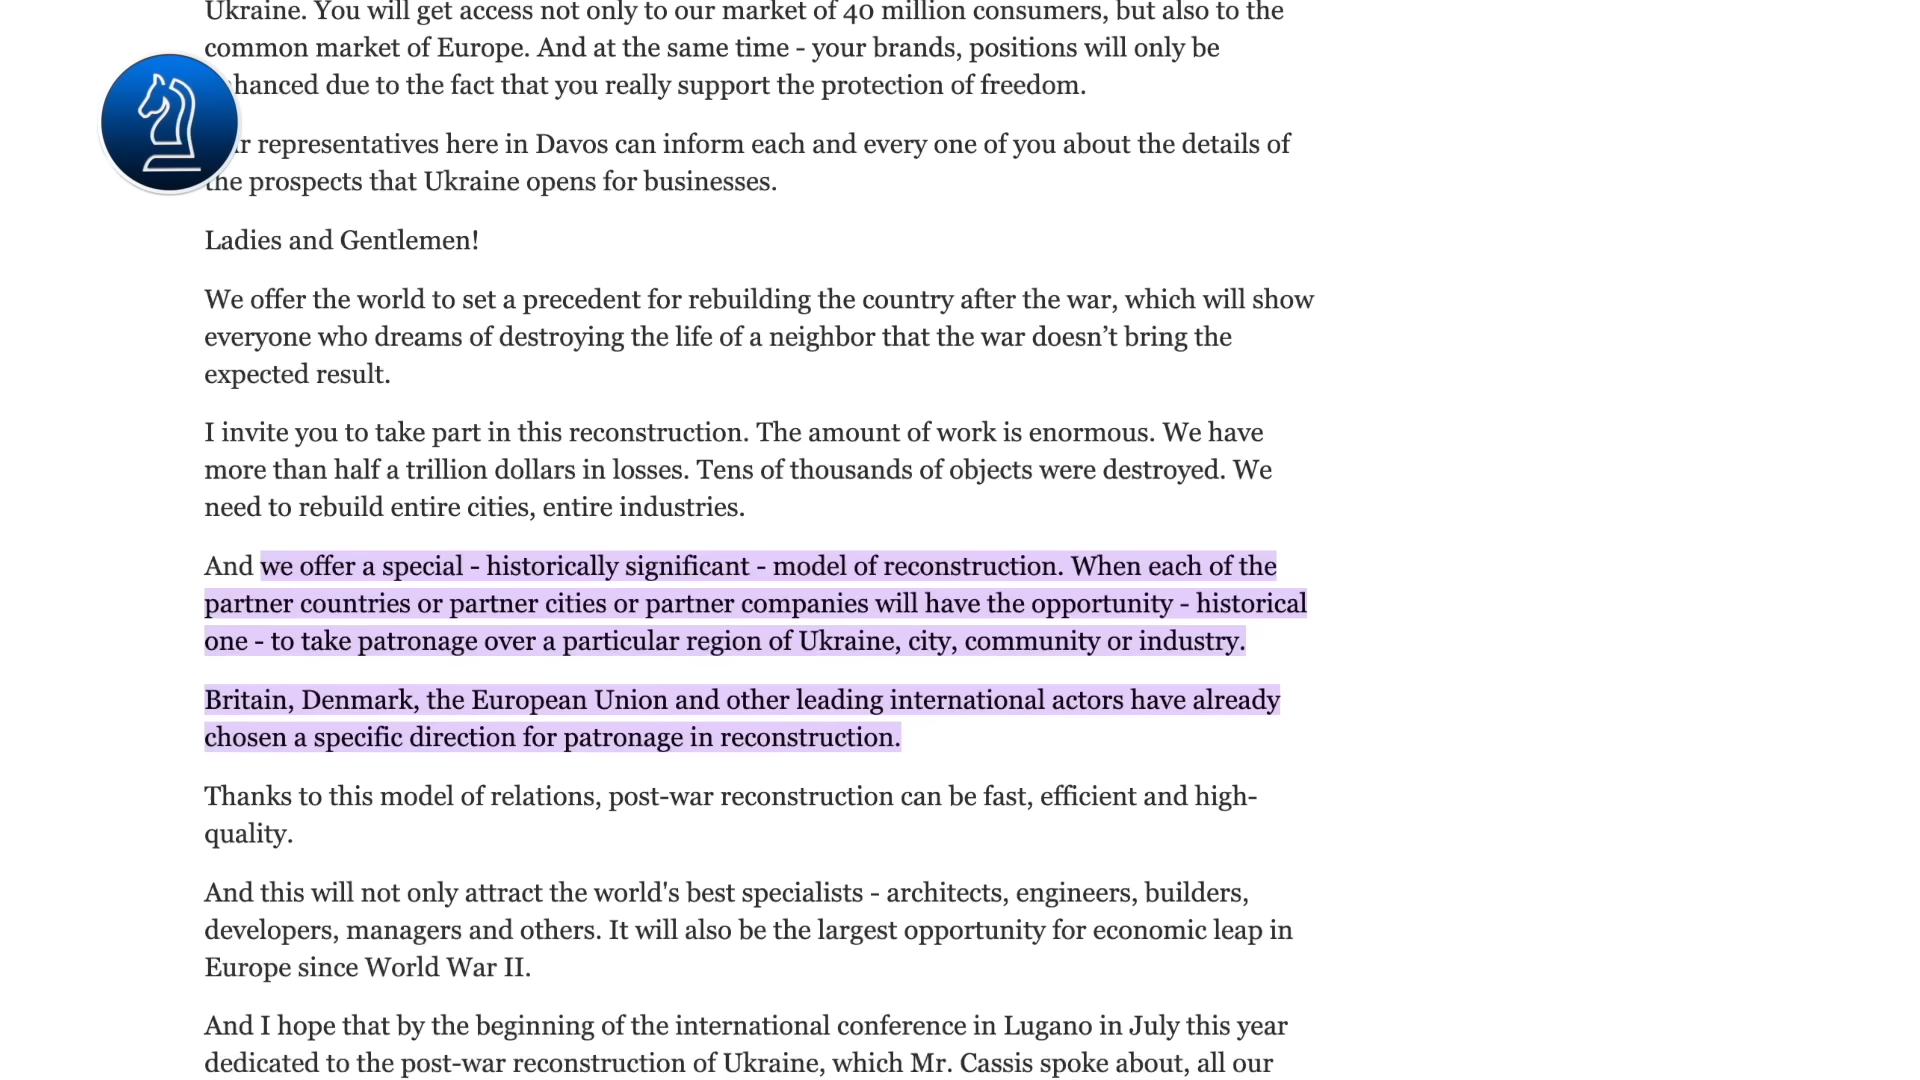 Ukraine. You will get access not only to our market of 40 million consumers, but also to the
common market of Europe. And at the same time - your brands, positions will only be
hanced due to the fact that you really support the protection of freedom.
r representatives here in Davos can inform each and every one of you about the details of
the prospects that Ukraine opens for businesses.
Ladies and Gentlemen!
We offer the world to set a precedent for rebuilding the country after the war, which will show
everyone who dreams of destroying the life of a neighbor that the war doesn’t bring the
expected result.
I invite you to take part in this reconstruction. The amount of work is enormous. We have
more than half a trillion dollars in losses. Tens of thousands of objects were destroyed. We
need to rebuild entire cities, entire industries.
And we offer a special - historically significant - model of reconstruction. When each of the
partner countries or partner cities or partner companies will have the opportunity - historical
one - to take patronage over a particular region of Ukraine, city, community or industry.
Britain, Denmark, the European Union and other leading international actors have already
chosen a specific direction for patronage in reconstruction.
Thanks to this model of relations, post-war reconstruction can be fast, efficient and high-
quality.
And this will not only attract the world's best specialists - architects, engineers, builders,
developers, managers and others. It will also be the largest opportunity for economic leap in
Europe since World War II.
And I hope that by the beginning of the international conference in Lugano in July this year
dedicated to the post-war reconstruction of Ukraine, which Mr. Cassis spoke about, all our